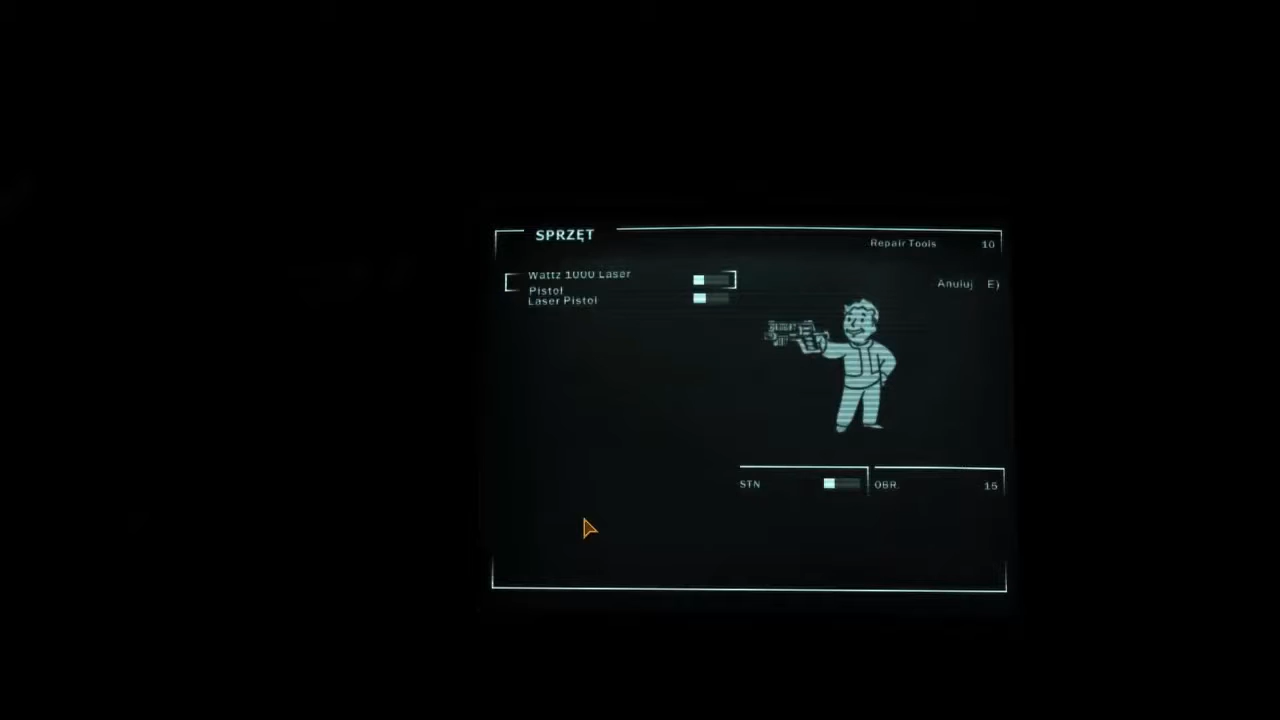 SPRZĘT
Repair Tools 10
Wattz 1000 Laser
Pistol
Laser Pistol
Anuluj E)
STN
OBR. 15